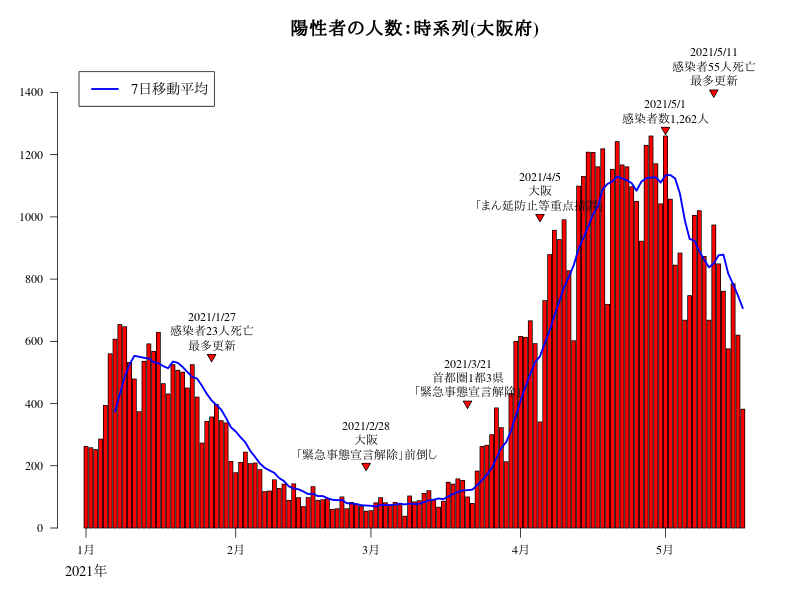 陽性者の人数：時系列(大阪府)
2021/5/11
感染者55人死亡
最多更新
7日移動平均
2021/5/1
感染者数1,262人
2021/4/5
大阪
「まん延防止等重点措置」
2021/1/27
感染者23人死亡
最多更新
2021/3/21
首都圏1都3県
「緊急事態宣言解除」
2021/2/28
大阪
「緊急事態宣言解除」前倒し
1400
1200
1000
800
600
400
200
0
1月 2月 3月 4月 5月
2021年